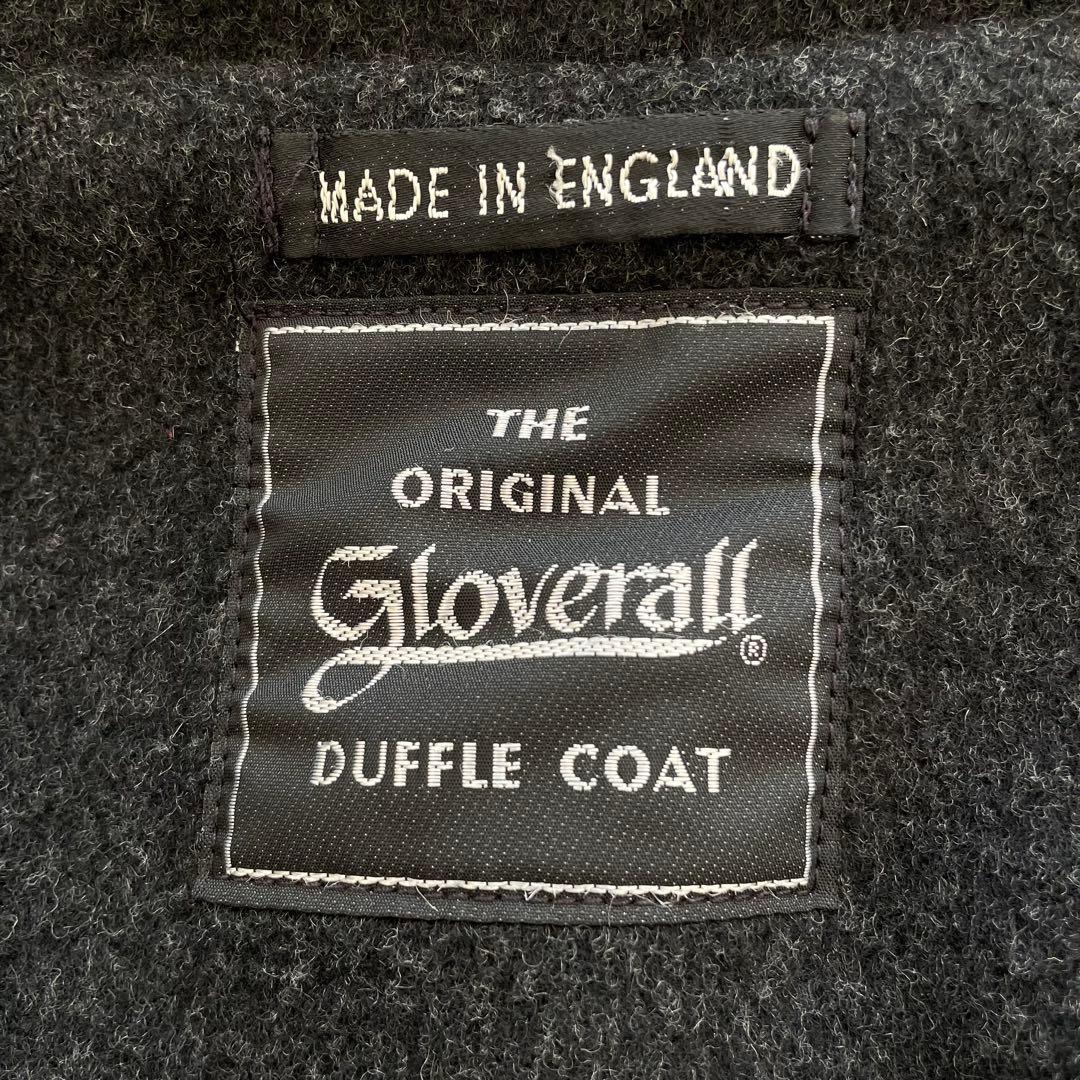 MADE IN ENGLAND
THE
ORIGINAL
Gloverall®
DUFFLE COAT